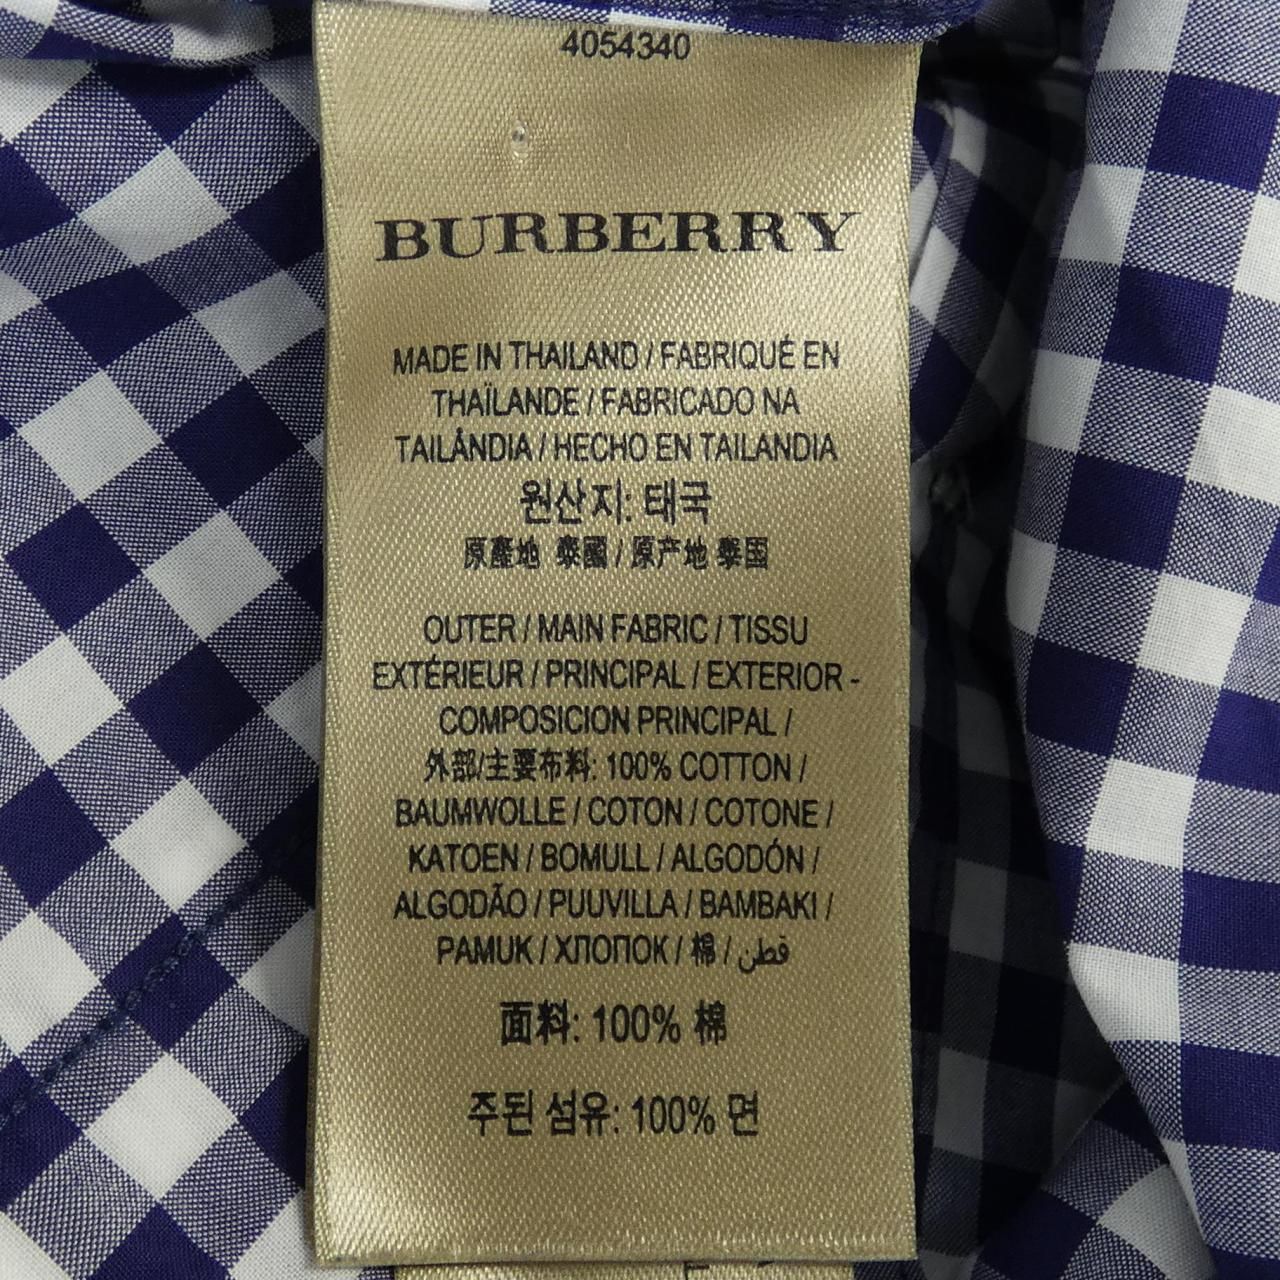 4054340
BURBERRY
MADE IN THAILAND / FABRIQUÉ EN
THAÏLANDE / FABRICADO NA
TAILÂNDIA / HECHO EN TAILANDIA
원산지: 태국
原產地 泰國 / 原产地 泰国
OUTER / MAIN FABRIC / TISSU
EXTÉRIEUR / PRINCIPAL / EXTERIOR -
COMPOSICION PRINCIPAL /
外部/主要布料: 100% COTTON /
BAUMWOLLE / COTON / COTONE /
KATOEN / BOMULL / ALGODÓN /
ALGODÃO / PUUVILLA / BAMBAKI /
PAMUK / ХЛОПОК / 棉 / قطن
面料: 100% 棉
주된 섬유: 100% 면